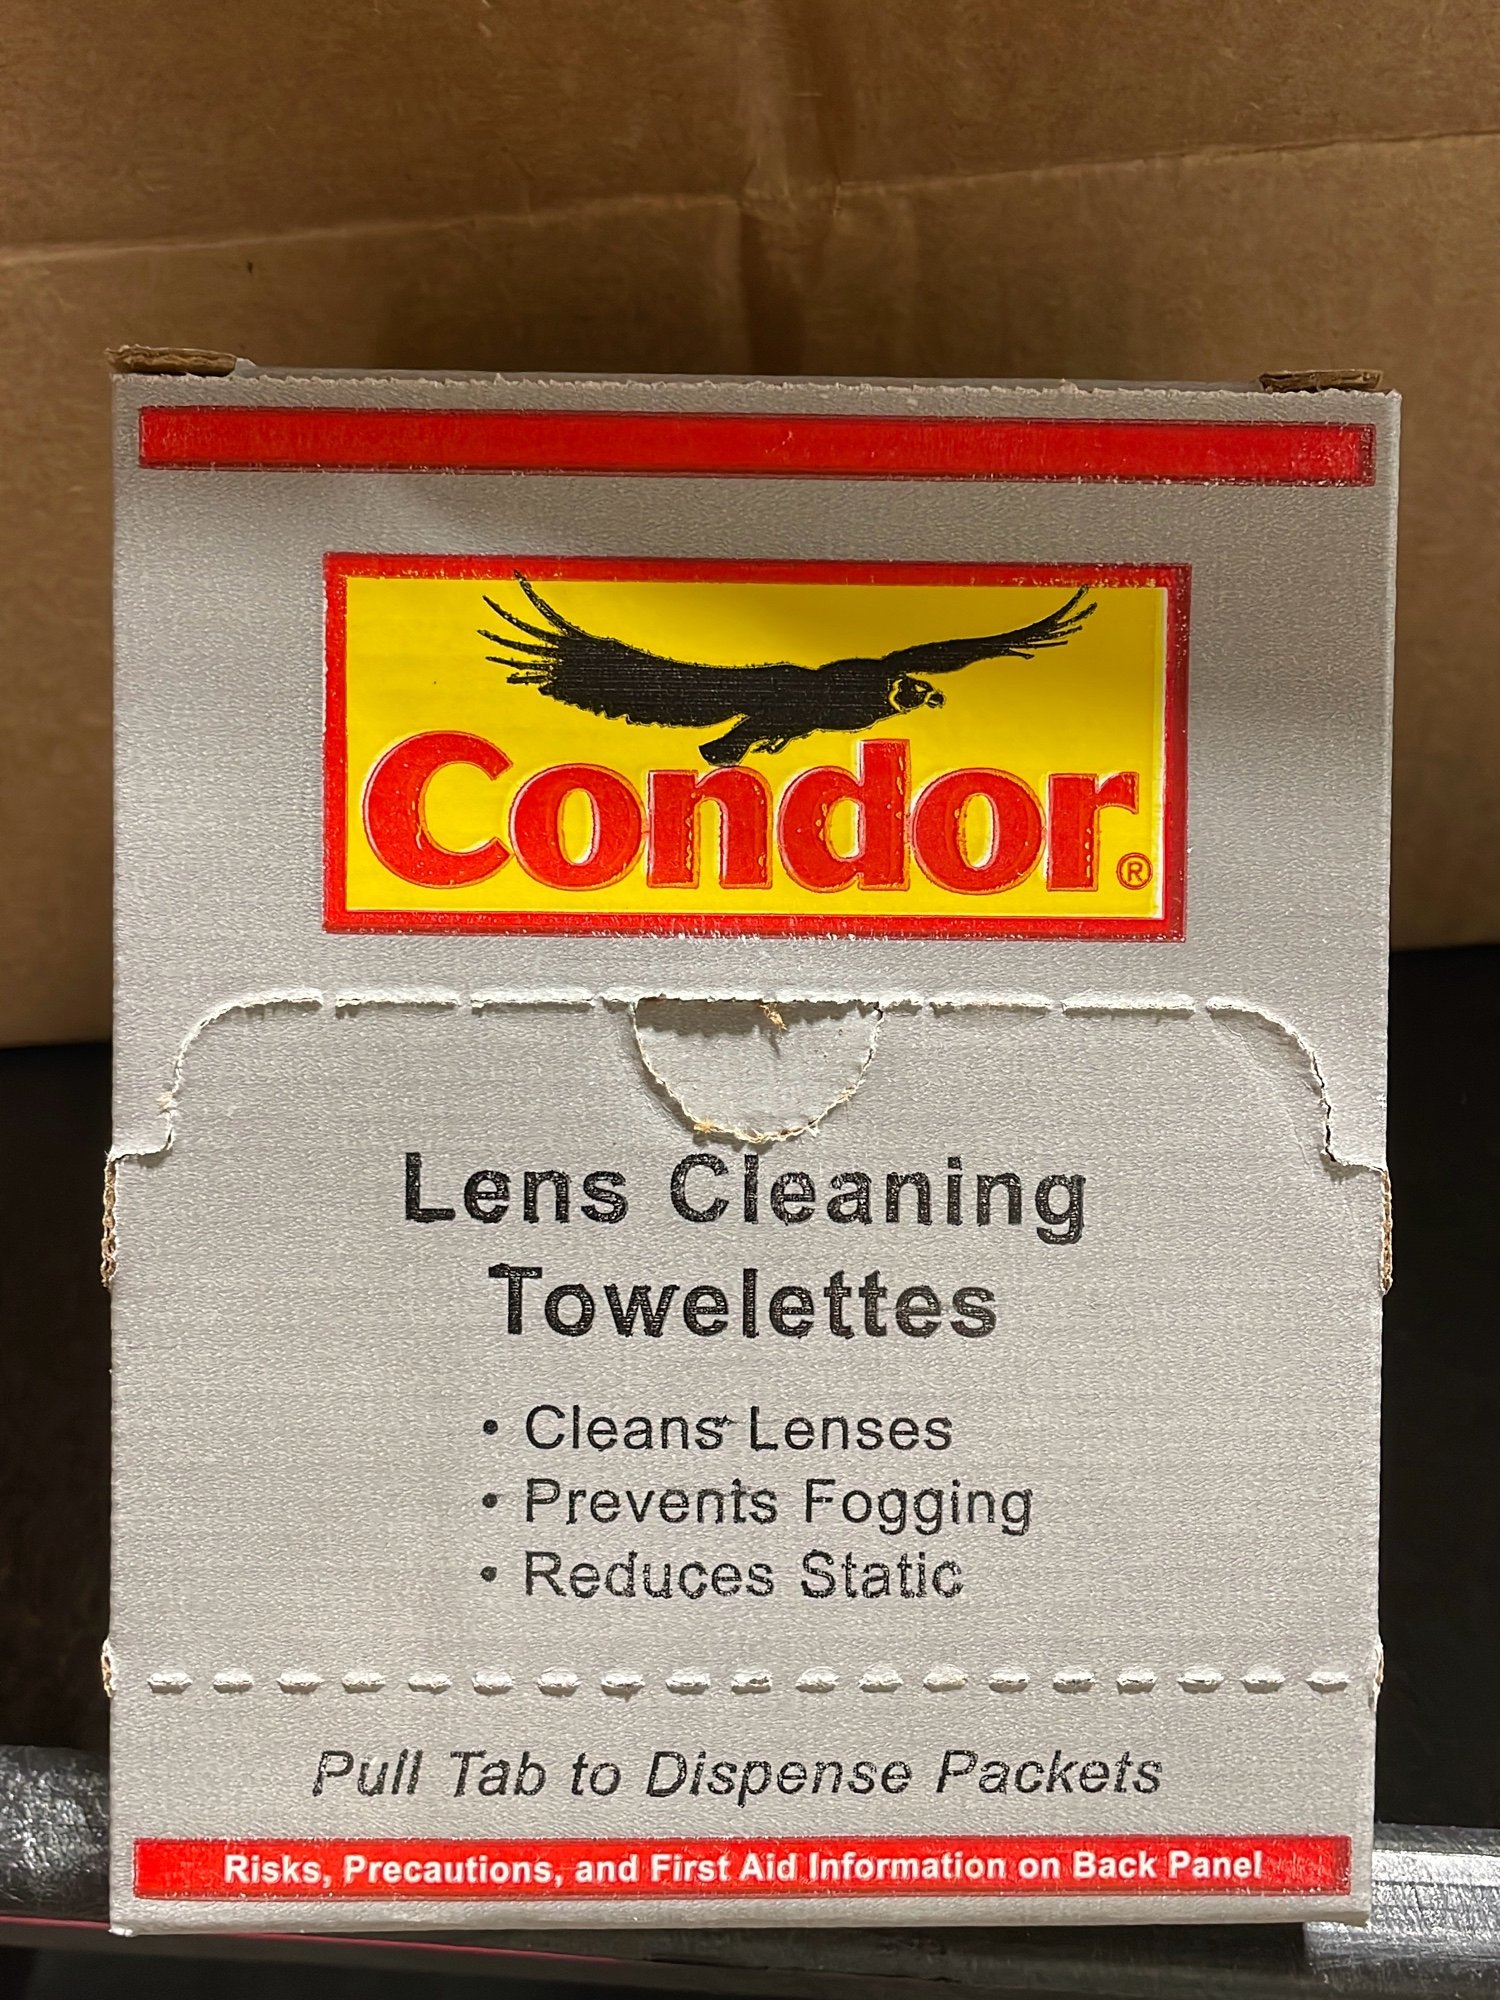 Condor®
Lens Cleaning
Towelettes
• Cleans Lenses
• Prevents Fogging
• Reduces Static
Pull Tab to Dispense Packets
Risks, Precautions, and First Aid Information on Back Panel